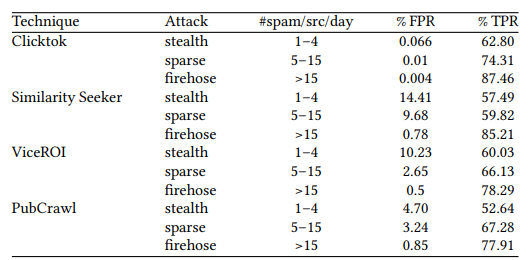 Technique Attack #spam/src/day % FPR % TPR
Clicktok stealth 1–4 0.066 62.80
sparse 5–15 0.01 74.31
firehose >15 0.004 87.46
Similarity Seeker stealth 1–4 14.41 57.49
sparse 5–15 9.68 59.82
firehose >15 0.78 85.21
ViceROI stealth 1–4 10.23 60.03
sparse 5–15 2.65 66.13
firehose >15 0.5 78.29
PubCrawl stealth 1–4 4.70 52.64
sparse 5–15 3.24 67.28
firehose >15 0.85 77.91